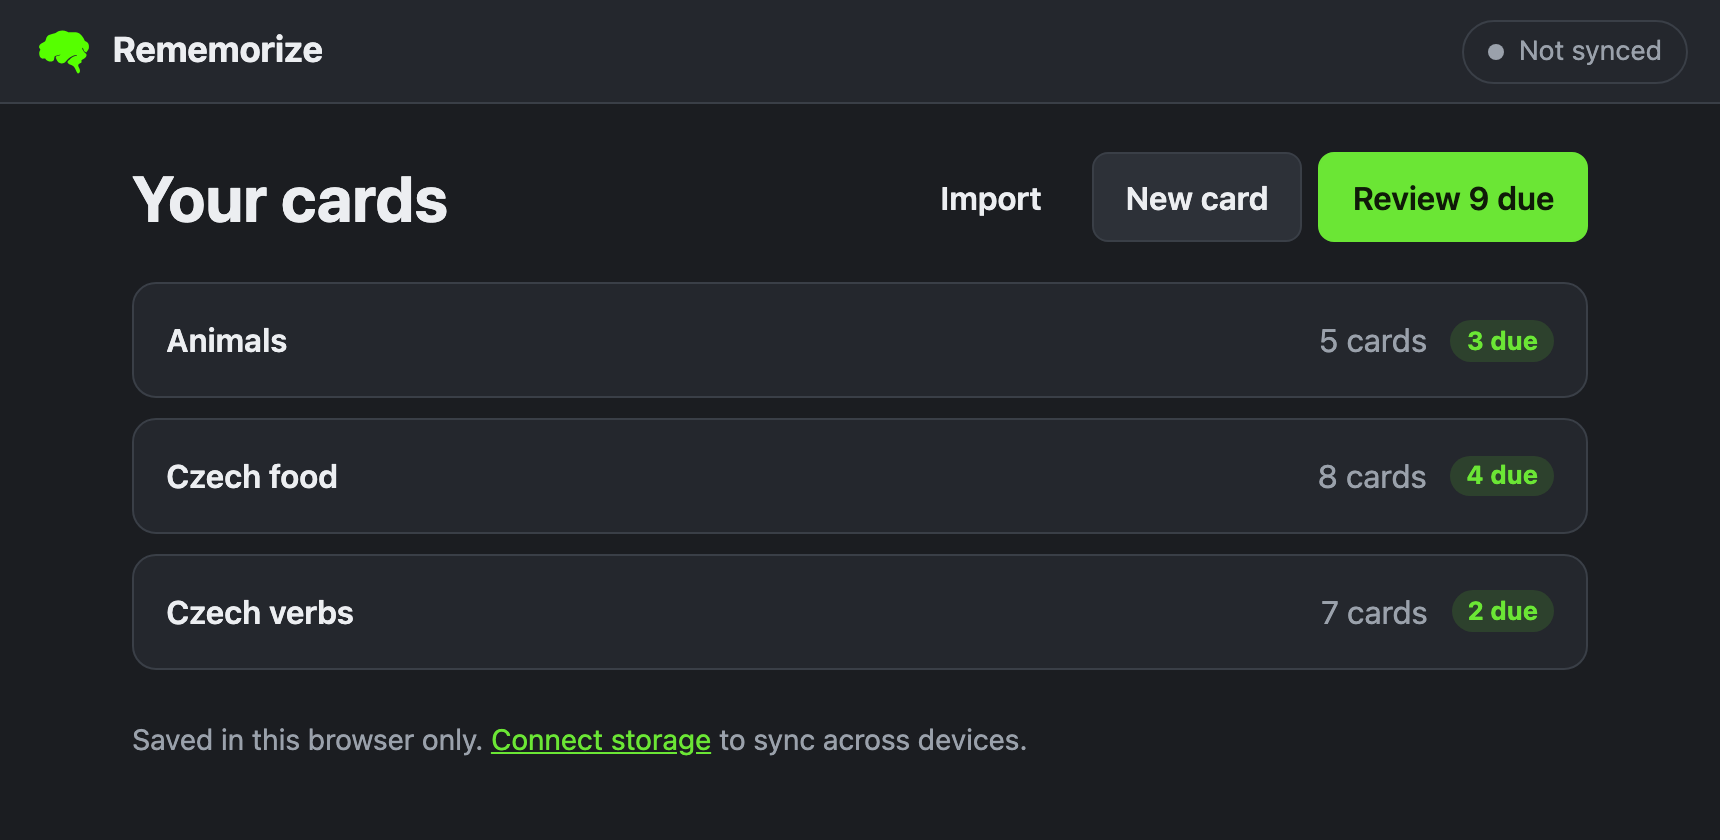 Rememorize
Not synced
Your cards
Import
New card
Review 9 due
Animals
5 cards
3 due
Czech food
8 cards
4 due
Czech verbs
7 cards
2 due
Saved in this browser only. Connect storage to sync across devices.